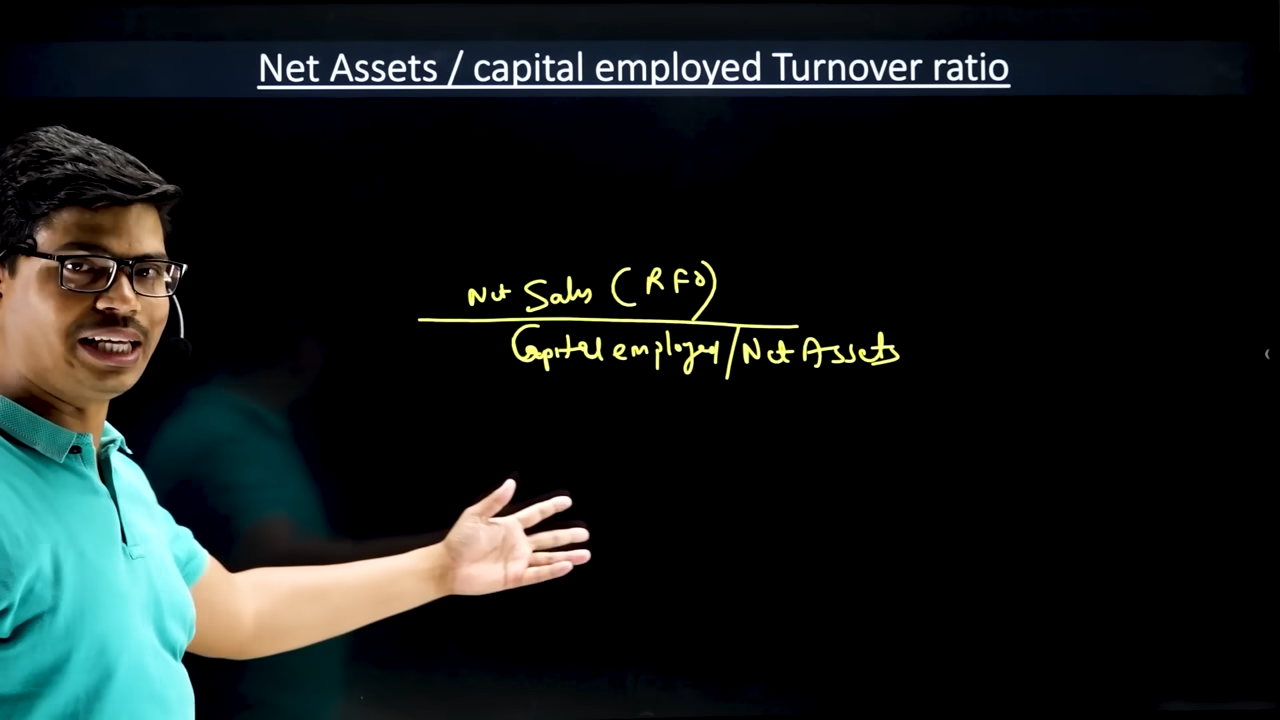 Net Assets / capital employed Turnover ratio
Net Sales (RFO)
Capital employed/Net Assets